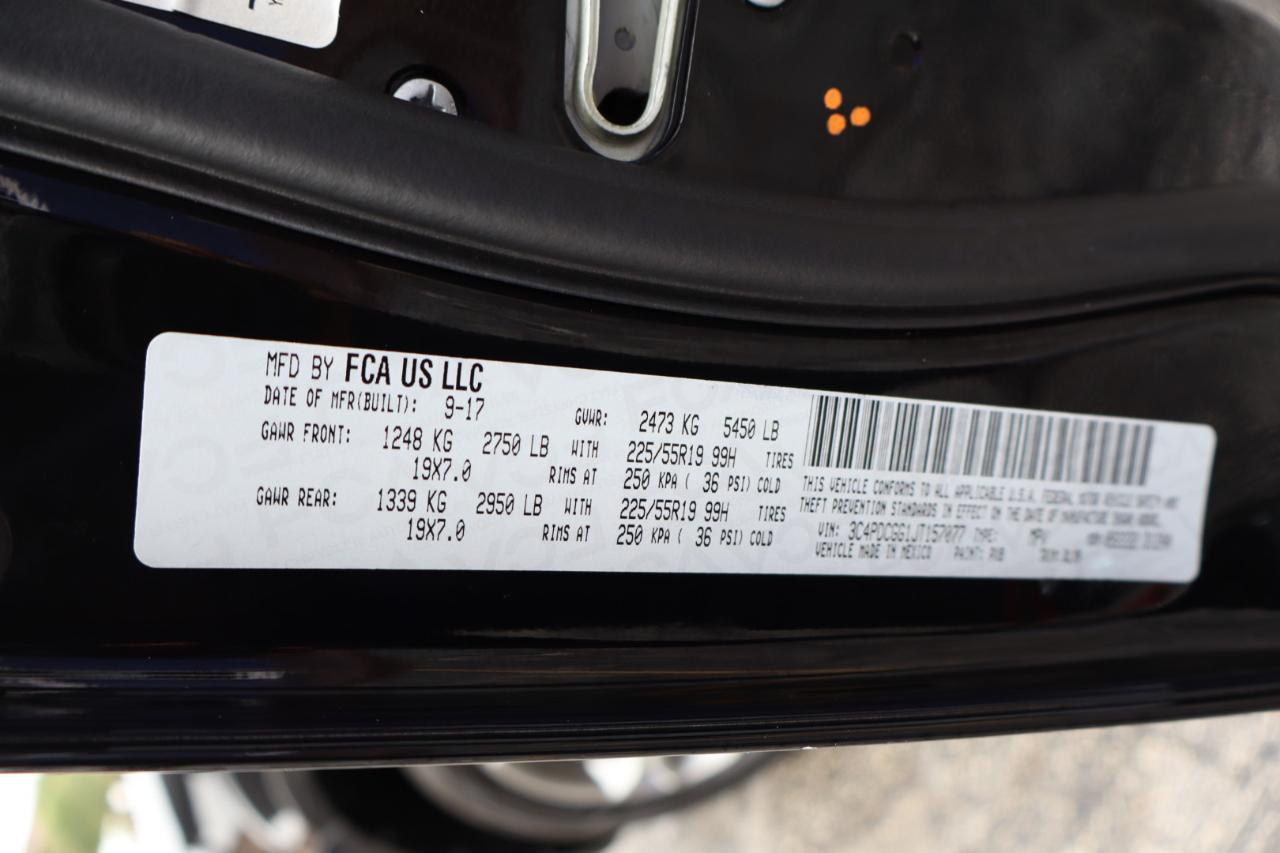 MFD BY FCA US LLC
DATE OF MFR(BUILT): 9-17 GVWR: 2473 KG 5450 LB
GAWR FRONT: 1248 KG 2750 LB WITH 225/55R19 99H TIRES
19X7.0 RIMS AT 250 KPA ( 36 PSI) COLD
GAWR REAR: 1339 KG 2950 LB WITH 225/55R19 99H TIRES
19X7.0 RIMS AT 250 KPA ( 36 PSI) COLD
THIS VEHICLE CONFORMS TO ALL APPLICABLE U.S.A. FEDERAL MOTOR VEHICLE SAFETY AND
THEFT PREVENTION STANDARDS IN EFFECT ON THE DATE OF MANUFACTURE SHOWN ABOVE.
VIN: 3C4PDCGG1JT157077 TYPE: MPV
VEHICLE MADE IN MEXICO PAINT: